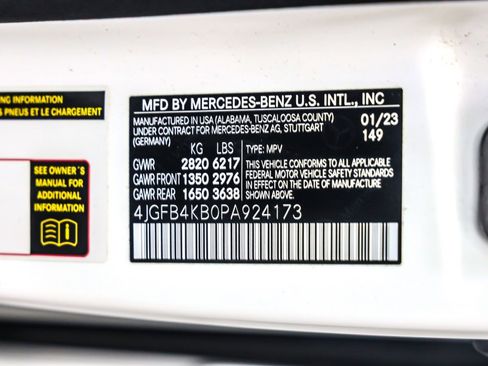 NG INFORMATION
S PNEUS ET LE CHARGEMENT
SEE OWNER'S
MANUAL FOR
ADDITIONAL
INFORMATION
MFD BY MERCEDES-BENZ U.S. INTL., INC
MANUFACTURED IN USA (ALABAMA, TUSCALOOSA COUNTY) 01/23
UNDER CONTRACT FOR MERCEDES-BENZ AG, STUTTGART 149
(GERMANY) KG LBS TYPE: MPV
GVWR 2820 6217 THIS VEHICLE CONFORMS TO ALL APPLICABLE
GAWR FRONT 1350 2976 FEDERAL MOTOR VEHICLE SAFETY STANDARDS
GAWR REAR 1650 3638 IN EFFECT ON THE DATE OF MANUFACTURE SHOWN ABOVE.
4JGFB4KB0PA924173